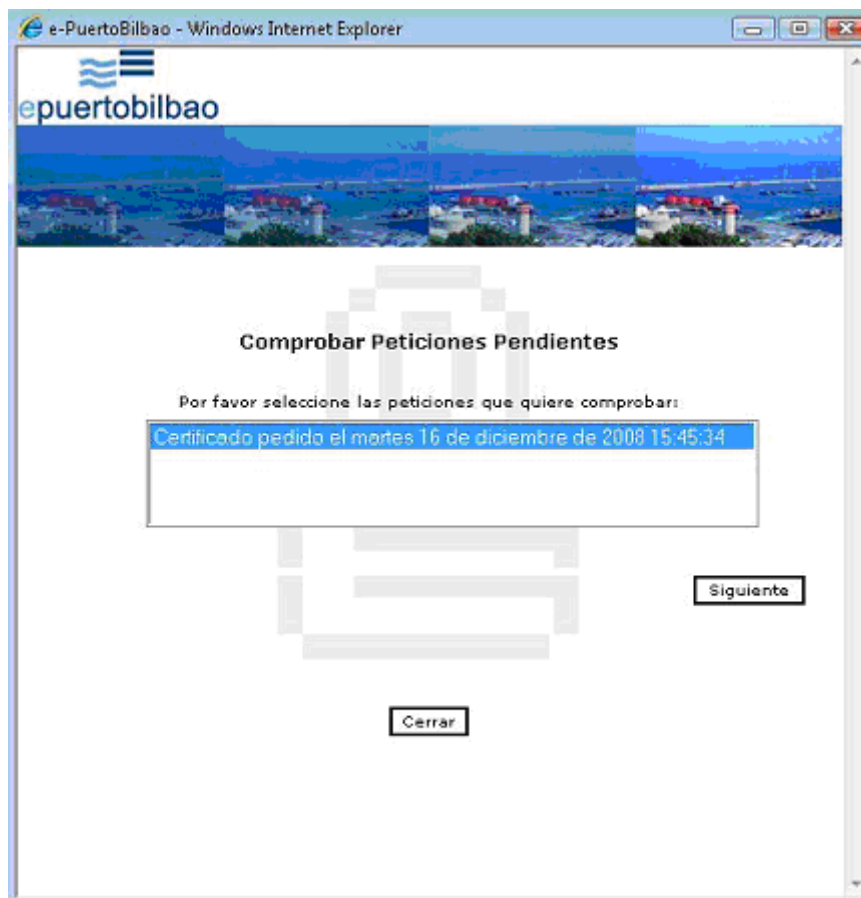 e-PuertoBilbao - Windows Internet Explorer
epuertobilbao
Comprobar Peticiones Pendientes
Por favor seleccione las peticiones que quiere comprobar:
Certificado pedido el martes 16 de diciembre de 2008 15:45:34
Siguiente
Cerrar